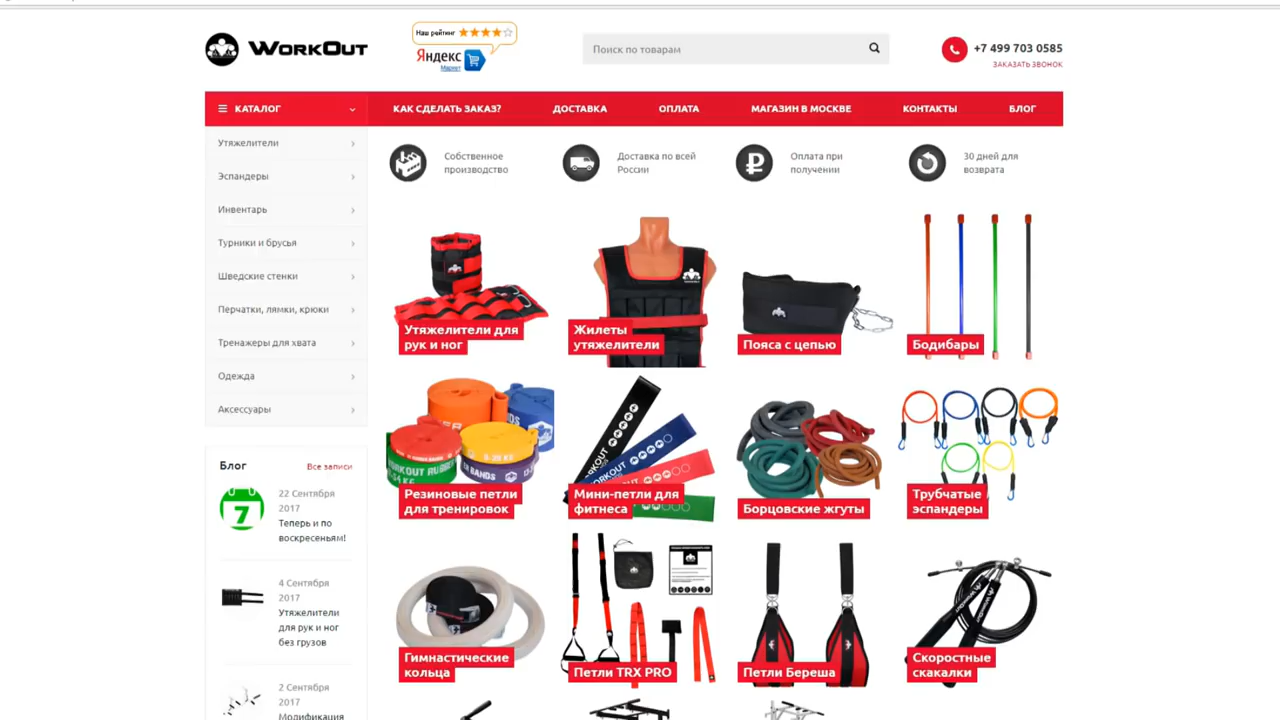 WORKOUT
Наш рейтинг
Яндекс
Маркет
Поиск по товарам
+7 499 703 0585
ЗАКАЗАТЬ ЗВОНОК
КАТАЛОГ
КАК СДЕЛАТЬ ЗАКАЗ?
ДОСТАВКА
ОПЛАТА
МАГАЗИН В МОСКВЕ
КОНТАКТЫ
БЛОГ
Утяжелители
Эспандеры
Инвентарь
Турники и брусья
Шведские стенки
Перчатки, лямки, крюки
Тренажеры для хвата
Одежда
Аксессуары
Собственное
производство
Доставка по всей
России
Оплата при
получении
30 дней для
возврата
Утяжелители для
рук и ног
Жилеты
утяжелители
Пояса с цепью
Бодибары
Резиновые петли
для тренировок
Мини-петли для
фитнеса
Борцовские жгуты
Трубчатые
эспандеры
Гимнастические
кольца
Петли TRX PRO
Петли Береша
Скоростные
скакалки
Блог
Все записи
7
22 Сентября
2017
Теперь и по
воскресеньям!
4 Сентября
2017
Утяжелители
для рук и ног
без грузов
2 Сентября
2017
Модификация